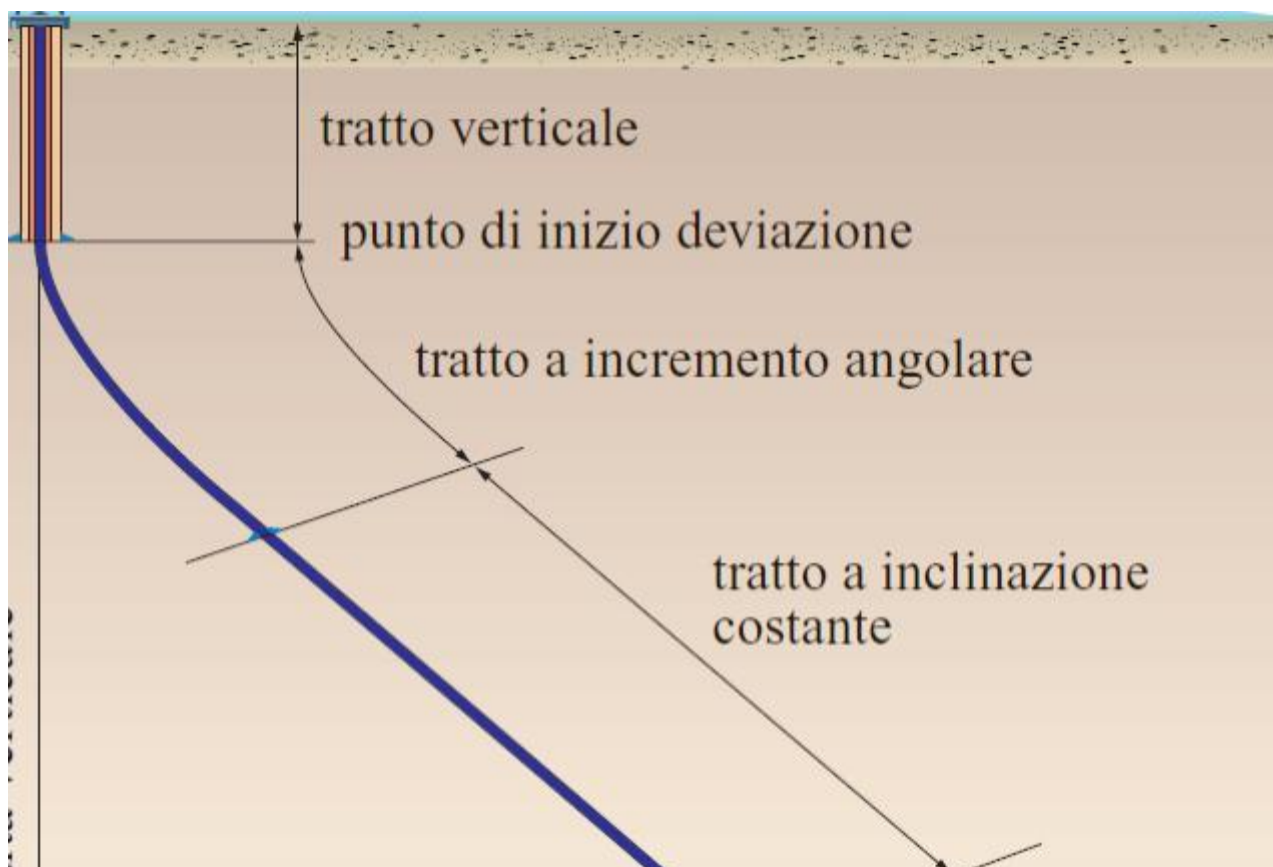 tratto verticale
punto di inizio deviazione
tratto a incremento angolare
tratto a inclinazione
costante